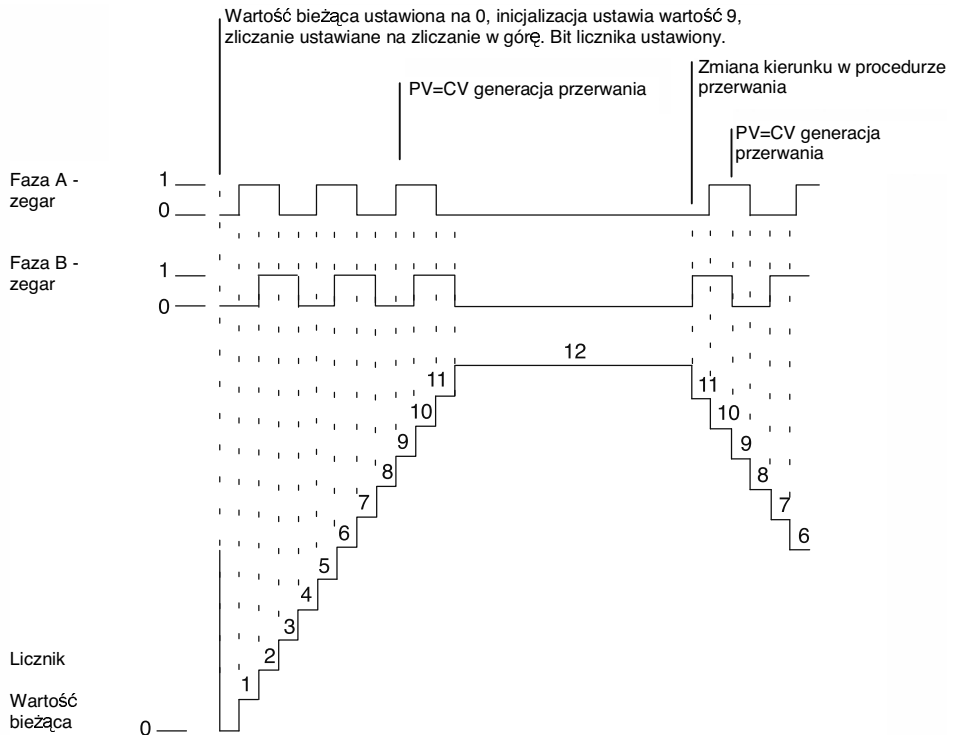 Wartość bieżąca ustawiona na 0, inicjalizacja ustawia wartość 9,
zliczanie ustawiane na zliczanie w górę. Bit licznika ustawiony.
Zmiana kierunku w procedurze
przerwania
PV=CV generacja przerwania
PV=CV generacja
przerwania
Faza A -
zegar
1
0
Faza B -
zegar
1
0
12
11
10
9
8
7
6
5
4
3
2
1
11
10
9
8
7
6
Licznik
Wartość
bieżąca
0